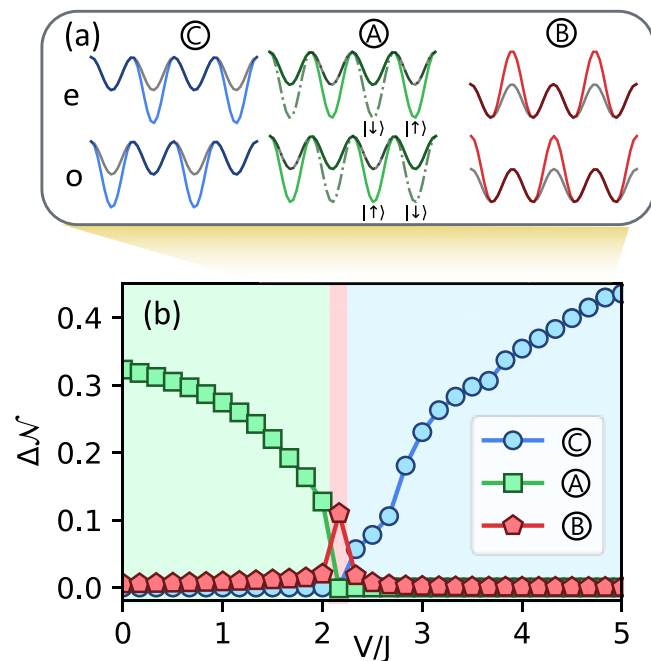 (a) Ⓒ Ⓐ Ⓑ
e
|↓⟩ |↑⟩
o
|↑⟩ |↓⟩
(b)
0.4
0.3
0.2
0.1
0.0
Δ𝒩
Ⓒ
Ⓐ
Ⓑ
0 1 2 3 4 5
V/J